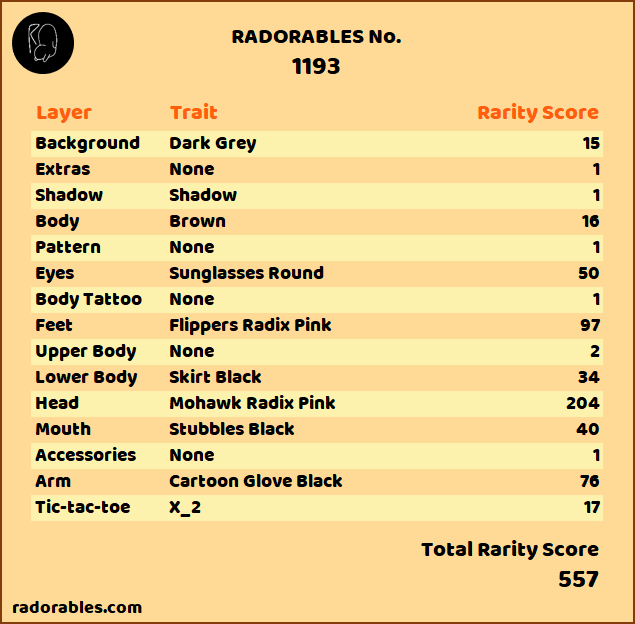 RADORABLES No.
1193
Layer Trait Rarity Score
Background Dark Grey 15
Extras None 1
Shadow Shadow 1
Body Brown 16
Pattern None 1
Eyes Sunglasses Round 50
Body Tattoo None 1
Feet Flippers Radix Pink 97
Upper Body None 2
Lower Body Skirt Black 34
Head Mohawk Radix Pink 204
Mouth Stubbles Black 40
Accessories None 1
Arm Cartoon Glove Black 76
Tic-tac-toe X_2 17
Total Rarity Score
557
radorables.com